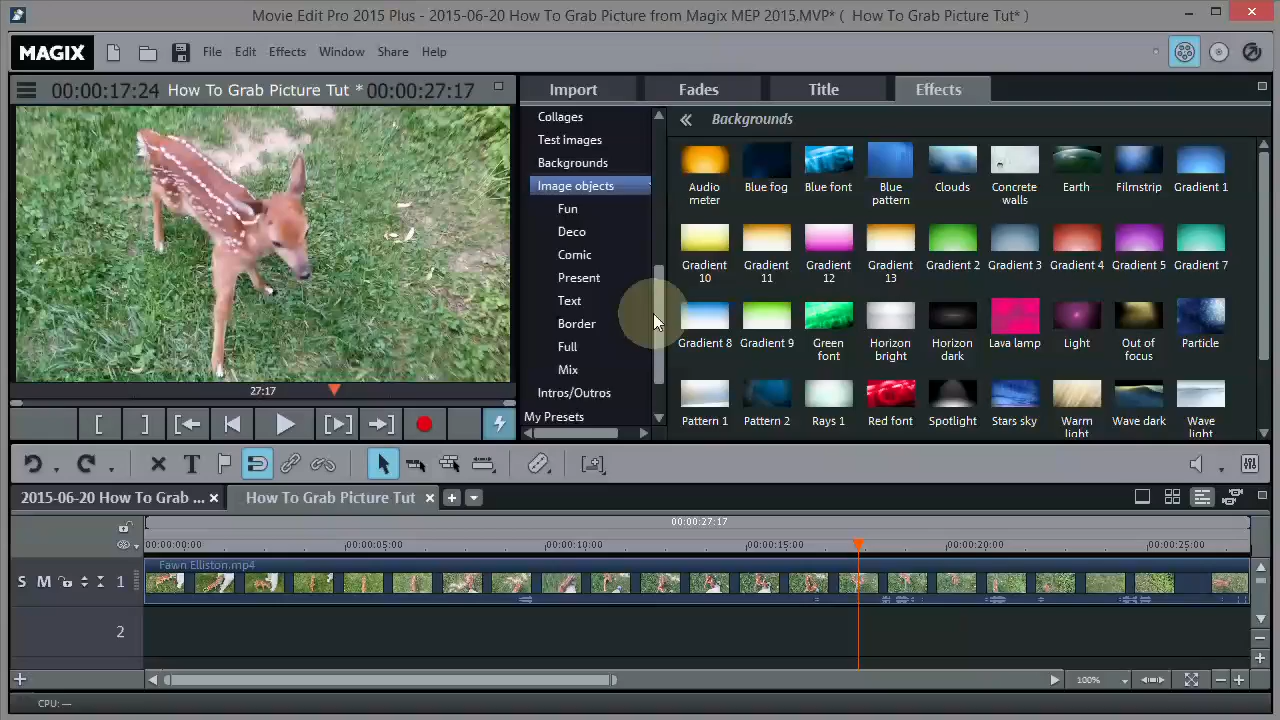 Movie Edit Pro 2015 Plus - 2015-06-20 How To Grab Picture from Magix MEP 2015.MVP* ( How To Grab Picture Tut* )
MAGIX File Edit Effects Window Share Help
00:00:17:24 How To Grab Picture Tut * 00:00:27:17
Import Fades Title Effects
Collages
Test images
Backgrounds
Image objects
Fun
Deco
Comic
Present
Text
Border
Full
Mix
Intros/Outros
My Presets
Backgrounds
Audio meter Blue fog Blue font Blue pattern Clouds Concrete walls Earth Filmstrip Gradient 1
Gradient 10 Gradient 11 Gradient 12 Gradient 13 Gradient 2 Gradient 3 Gradient 4 Gradient 5 Gradient 7
Gradient 8 Gradient 9 Green font Horizon bright Horizon dark Lava lamp Light Out of focus Particle
Pattern 1 Pattern 2 Rays 1 Red font Spotlight Stars sky Warm light Wave dark Wave light
27:17
2015-06-20 How To Grab ... How To Grab Picture Tut
00:00:27:17
00:00:00:00 00:00:05:00 00:00:10:00 00:00:15:00 00:00:20:00 00:00:25:00
Fawn Elliston.mp4
S M 1
2
100%
CPU: —